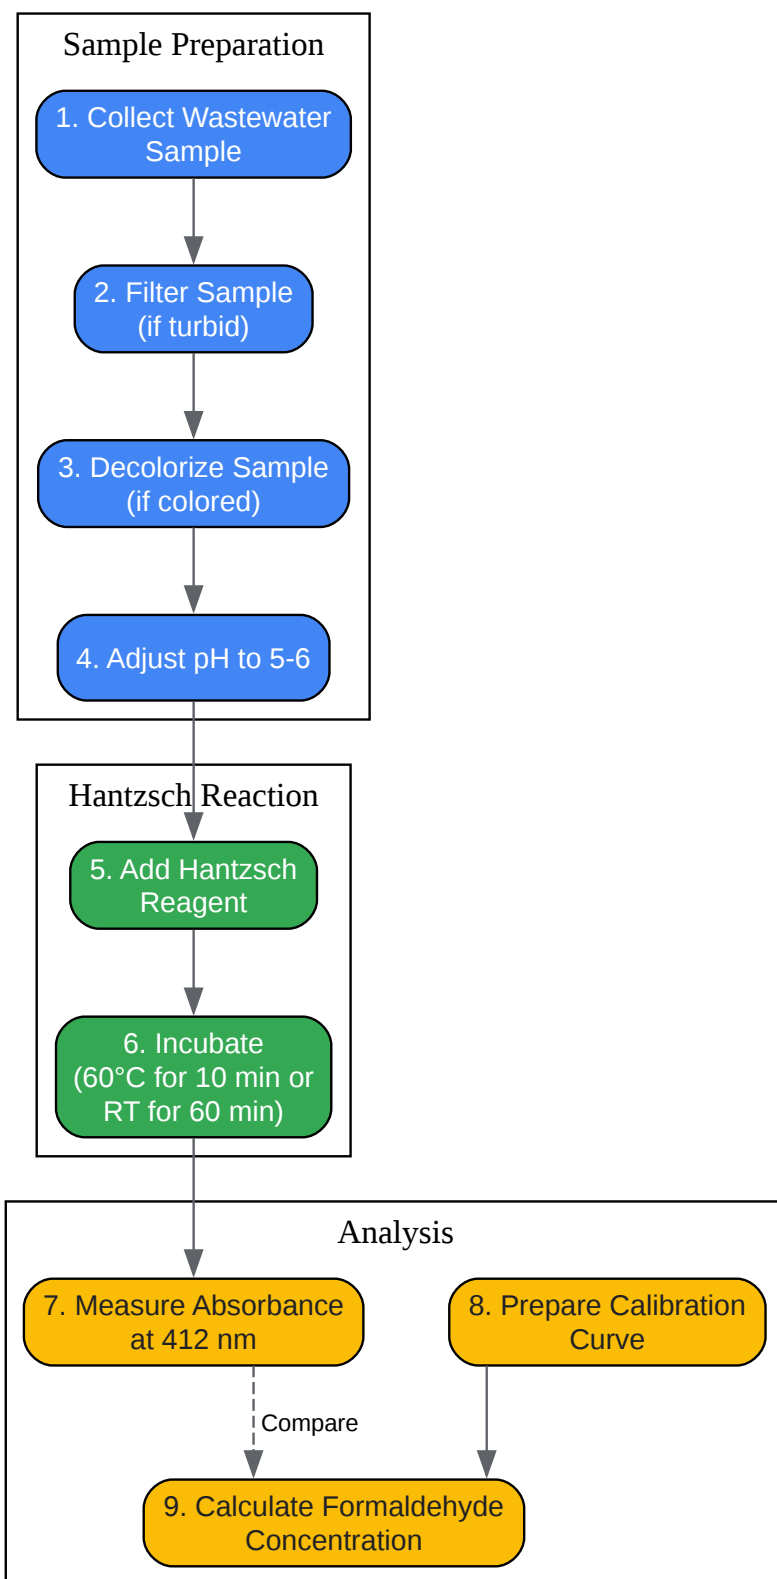 Sample Preparation
1. Collect Wastewater
Sample
2. Filter Sample
(if turbid)
3. Decolorize Sample
(if colored)
4. Adjust pH to 5-6
Hantzsch Reaction
5. Add Hantzsch
Reagent
6. Incubate
(60°C for 10 min or
RT for 60 min)
Analysis
7. Measure Absorbance
at 412 nm
8. Prepare Calibration
Curve
Compare
9. Calculate Formaldehyde
Concentration